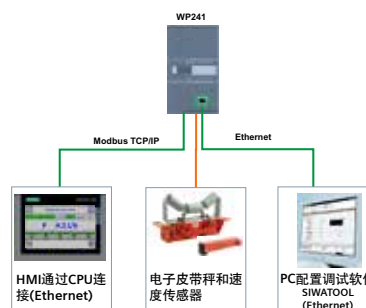 WP241
Modbus TCP/IP
Ethernet
HMI通过CPU连
接(Ethernet)
电子皮带秤和速
度传感器
PC配置调试软件
SIWATOOL
(Ethernet)